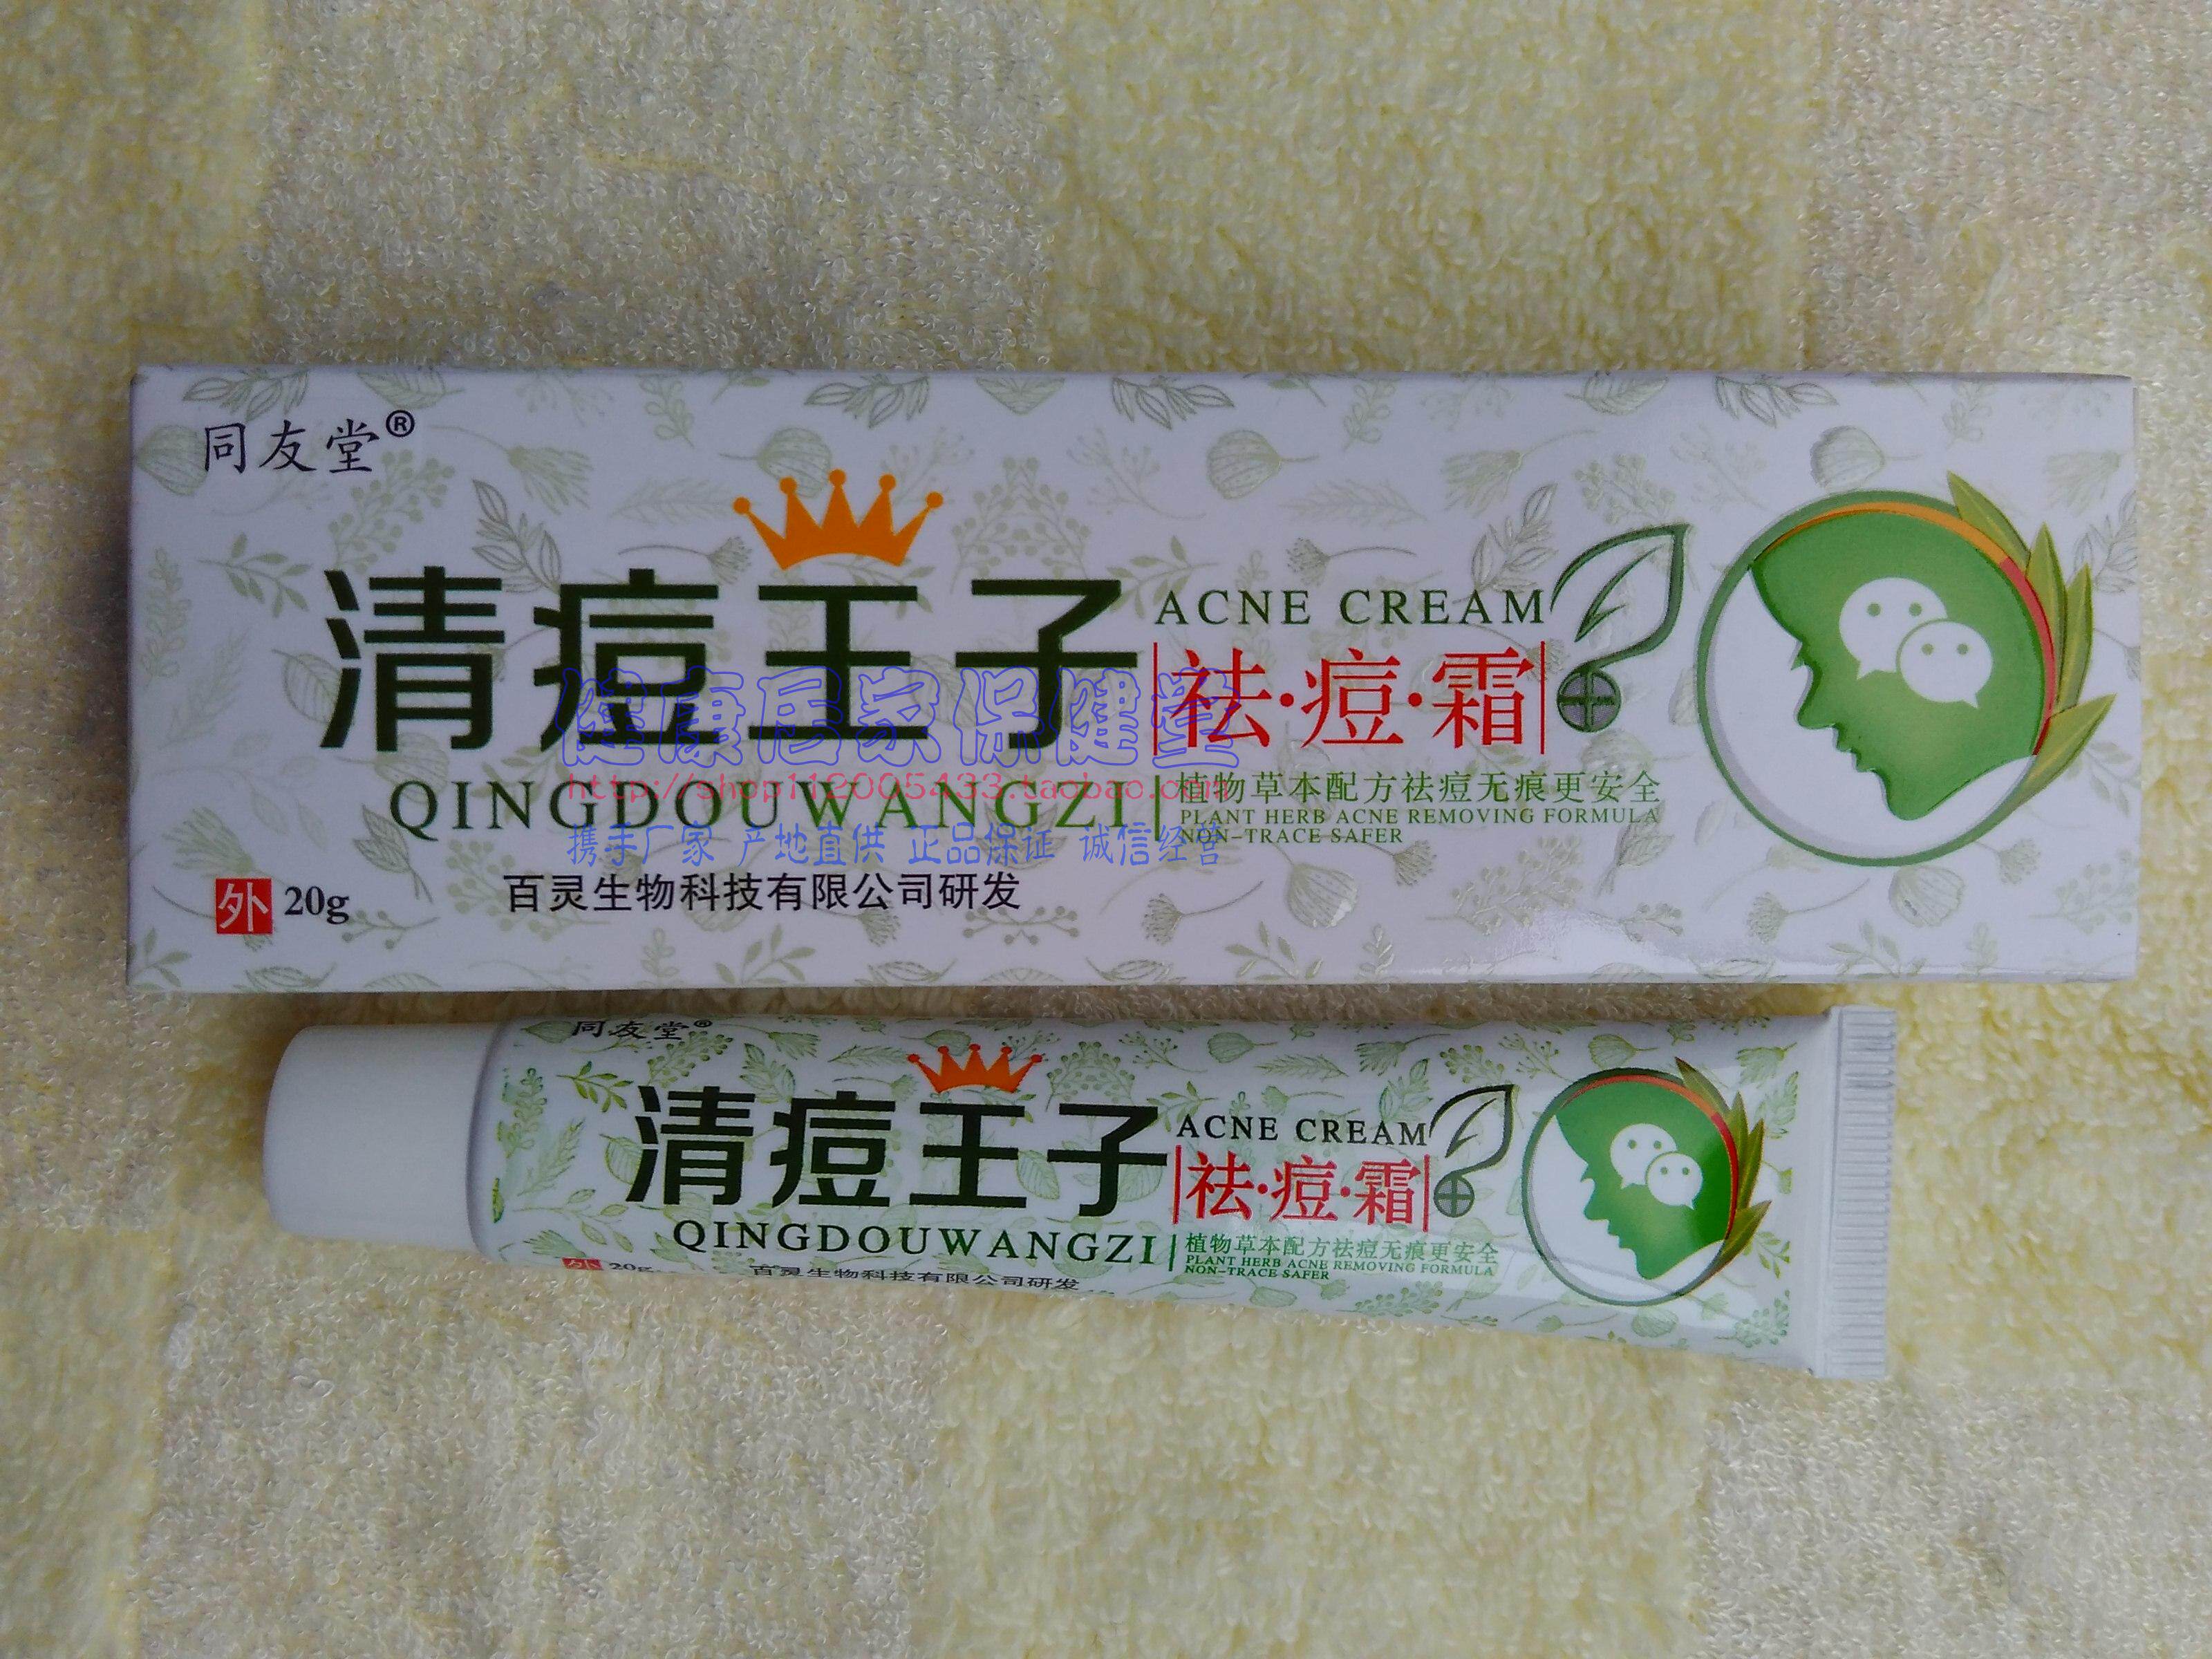 同友堂®
清痘王子
ACNE CREAM
祛·痘·霜
QINGDOUWANGZI
植物草本配方祛痘无痕更安全
PLANT HERB ACNE REMOVING FORMULA
NON-TRACE SAFER
外 20g
百灵生物科技有限公司研发
健康居家保健堂
http://shop112005433.taobao.com
携手厂家 产地直供 正品保证 诚信经营
同友堂®
清痘王子
ACNE CREAM
祛·痘·霜
QINGDOUWANGZI
植物草本配方祛痘无痕更安全
PLANT HERB ACNE REMOVING FORMULA
NON-TRACE SAFER
外 20g
百灵生物科技有限公司研发